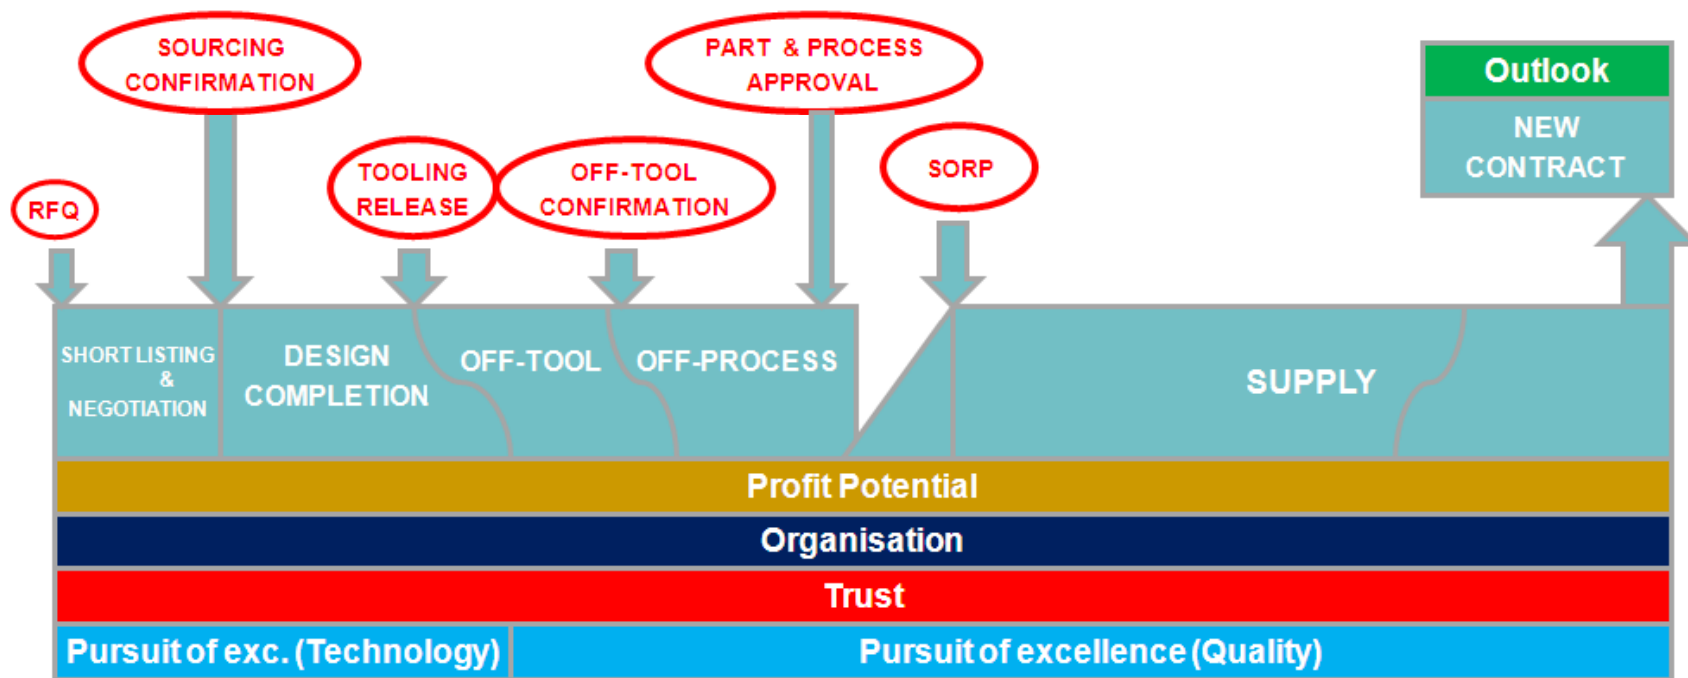 SOURCING
CONFIRMATION
PART & PROCESS
APPROVAL
Outlook
NEW
CONTRACT
RFQ
TOOLING
RELEASE
OFF-TOOL
CONFIRMATION
SORP
SHORT LISTING
&
NEGOTIATION
DESIGN
COMPLETION
OFF-TOOL
OFF-PROCESS
SUPPLY
Profit Potential
Organisation
Trust
Pursuit of exc. (Technology)
Pursuit of excellence (Quality)